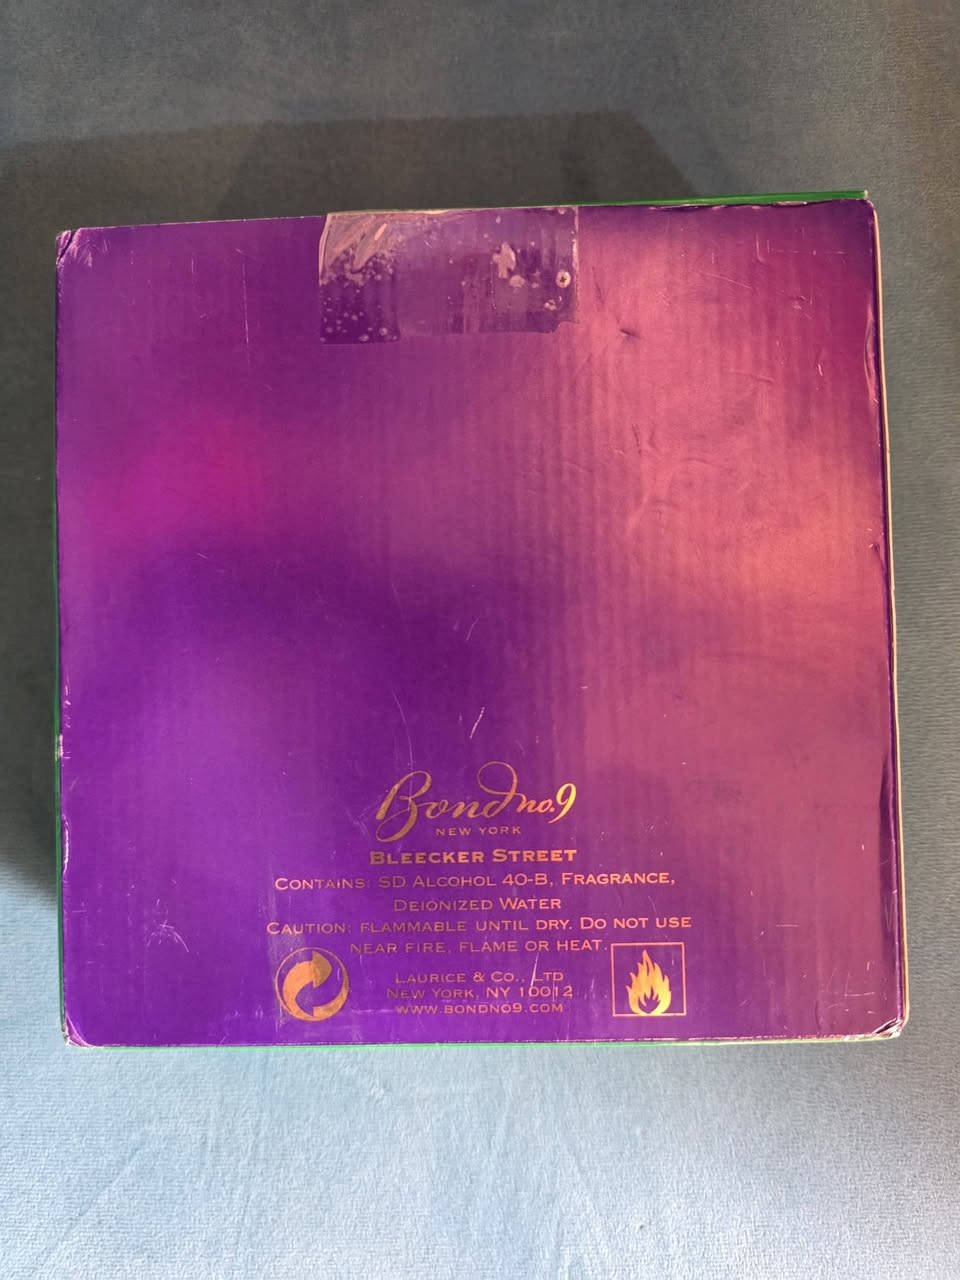 Bond no.9
NEW YORK
BLEECKER STREET
CONTAINS: SD ALCOHOL 40-B, FRAGRANCE,
DEIONIZED WATER
CAUTION: FLAMMABLE UNTIL DRY. DO NOT USE
NEAR FIRE, FLAME OR HEAT.
LAURICE & CO., LTD
NEW YORK, NY 10012
WWW.BONDNO9.COM